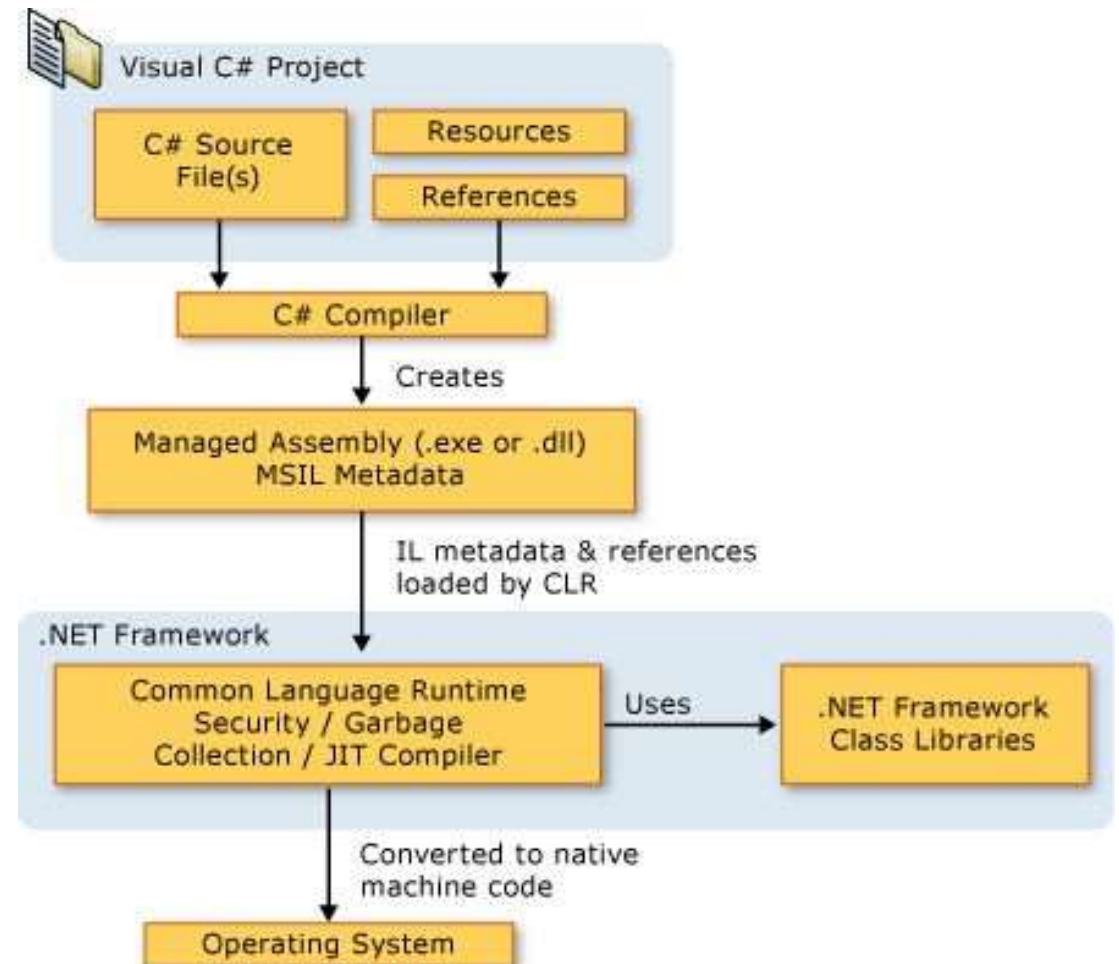 Visual C# Project
C# Source
File(s)
Resources
References
C# Compiler
Creates
Managed Assembly (.exe or .dll)
MSIL Metadata
IL metadata & references
loaded by CLR
.NET Framework
Common Language Runtime
Security / Garbage
Collection / JIT Compiler
Uses
.NET Framework
Class Libraries
Converted to native
machine code
Operating System